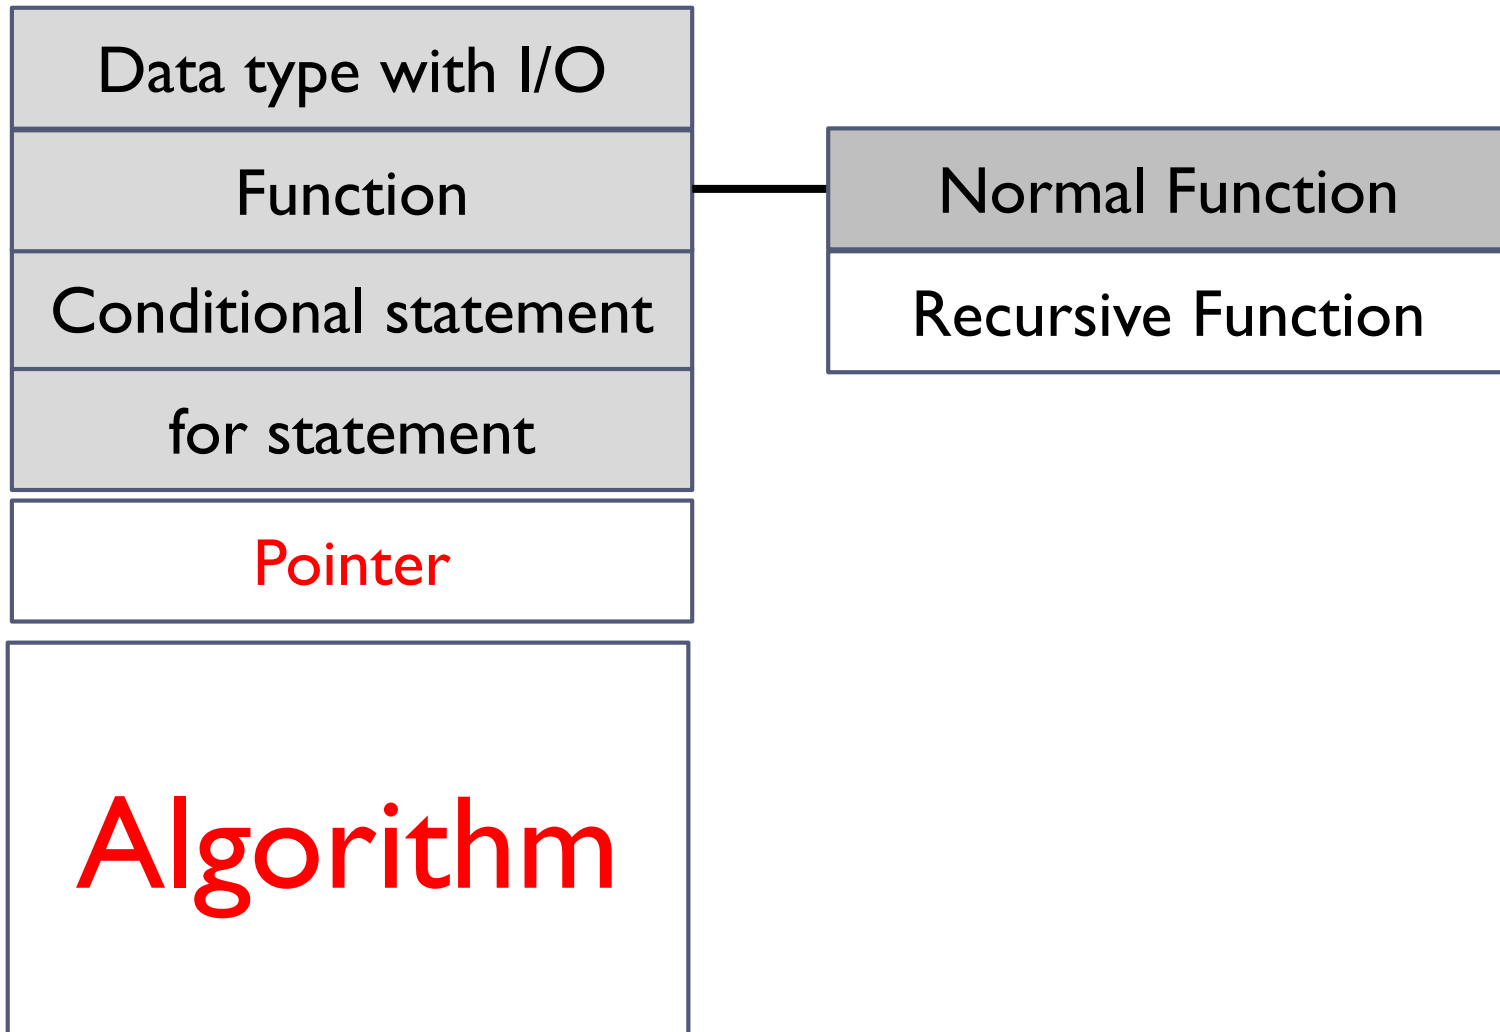 Data type with I/O
Function
Normal Function
Conditional statement
Recursive Function
for statement
Pointer
Algorithm